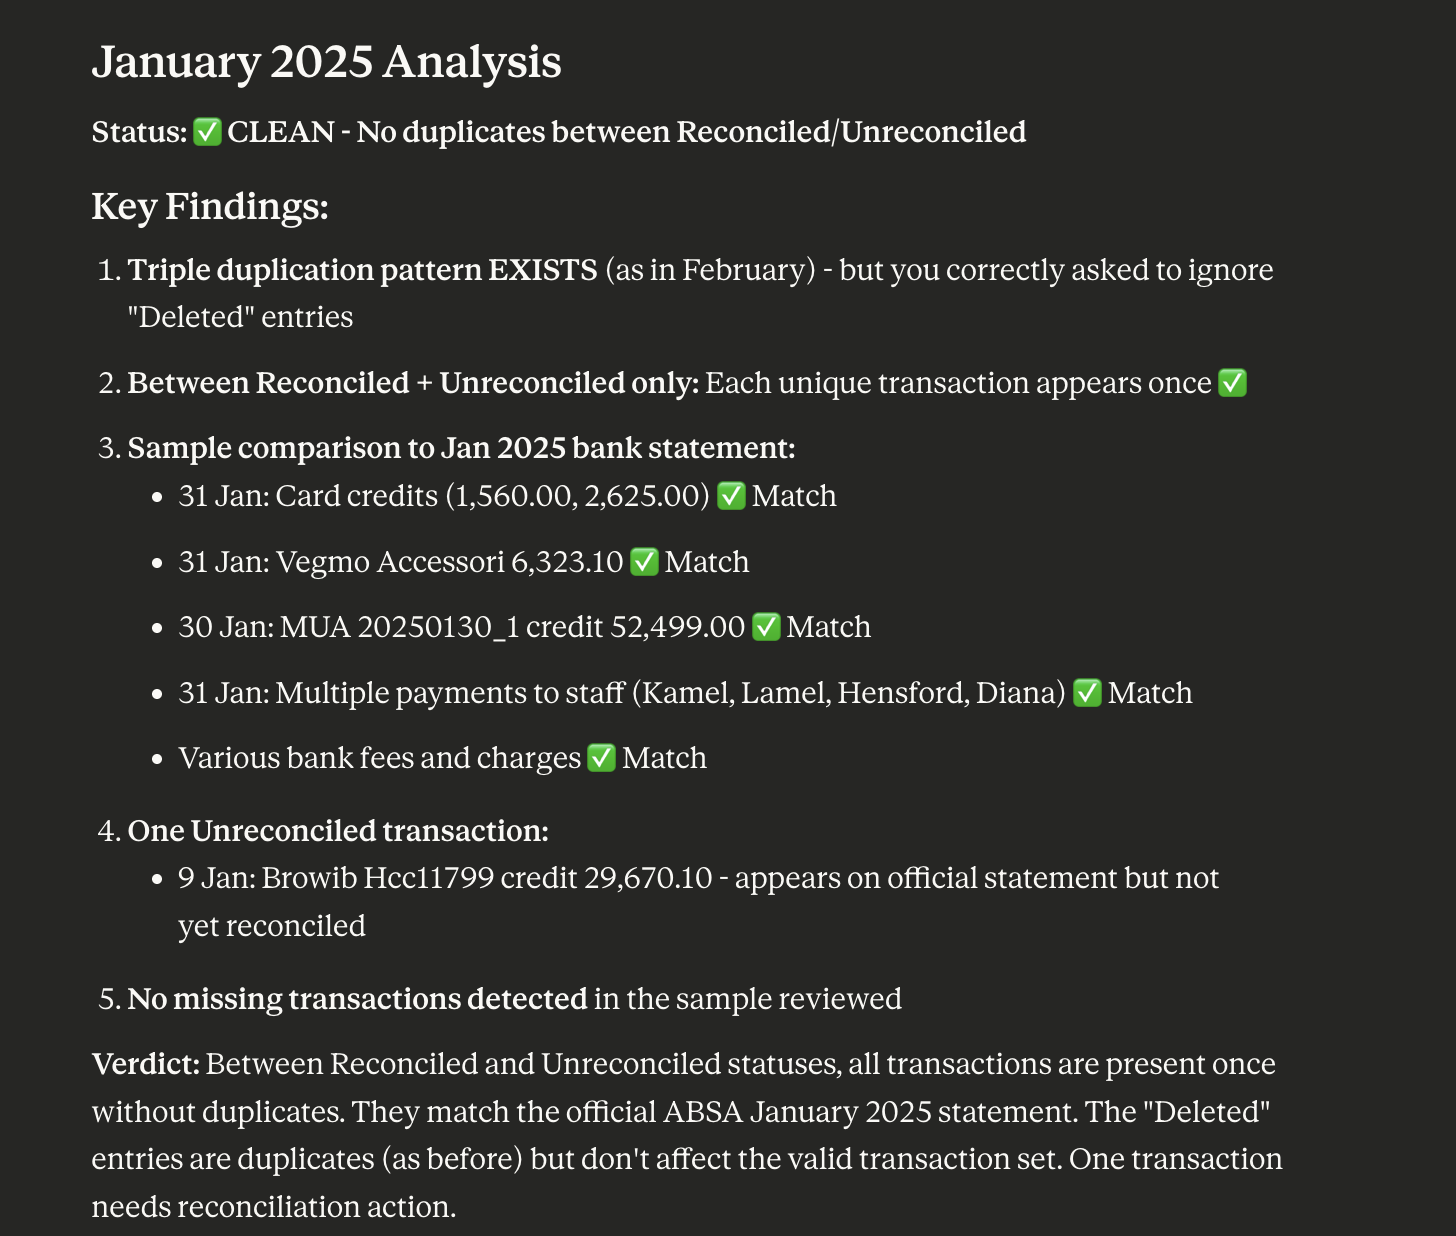 January 2025 Analysis
Status: ✅ CLEAN - No duplicates between Reconciled/Unreconciled
Key Findings:
1. Triple duplication pattern EXISTS (as in February) - but you correctly asked to ignore
"Deleted" entries
2. Between Reconciled + Unreconciled only: Each unique transaction appears once ✅
3. Sample comparison to Jan 2025 bank statement:
• 31 Jan: Card credits (1,560.00, 2,625.00) ✅ Match
• 31 Jan: Vegmo Accessori 6,323.10 ✅ Match
• 30 Jan: MUA 20250130_1 credit 52,499.00 ✅ Match
• 31 Jan: Multiple payments to staff (Kamel, Lamel, Hensford, Diana) ✅ Match
• Various bank fees and charges ✅ Match
4. One Unreconciled transaction:
• 9 Jan: Browib Hcc11799 credit 29,670.10 - appears on official statement but not
yet reconciled
5. No missing transactions detected in the sample reviewed
Verdict: Between Reconciled and Unreconciled statuses, all transactions are present once
without duplicates. They match the official ABSA January 2025 statement. The "Deleted"
entries are duplicates (as before) but don't affect the valid transaction set. One transaction
needs reconciliation action.